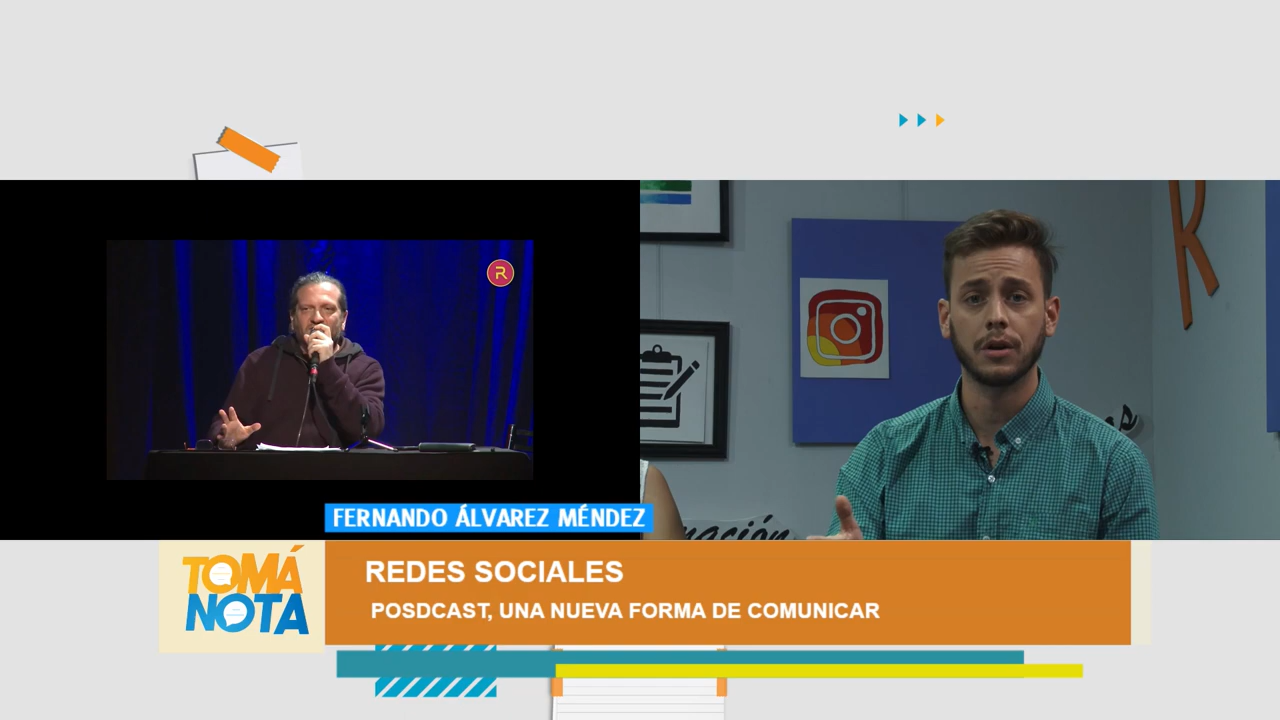 R
R
FERNANDO ÁLVAREZ MÉNDEZ
TOMÁ
NOTA
REDES SOCIALES
POSDCAST, UNA NUEVA FORMA DE COMUNICAR